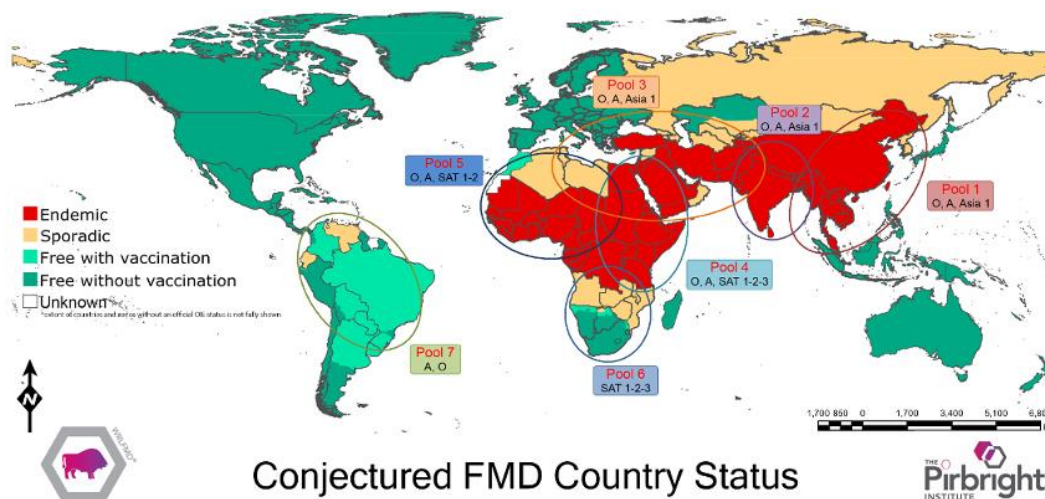 Pool 3
O, A, Asia 1
Pool 2
O, A, Asia 1
Pool 5
O, A, SAT 1-2
Pool 1
O, A, Asia 1
Endemic
Sporadic
Free with vaccination
Free without vaccination
Unknown
Pool 4
O, A, SAT 1-2-3
Pool 7
A, O
Pool 6
SAT 1-2-3
N
1,700 850 0 1,700 3,400 5,100 6,80
WRLFMD®
Conjectured FMD Country Status
THE
Pirbright
INSTITUTE